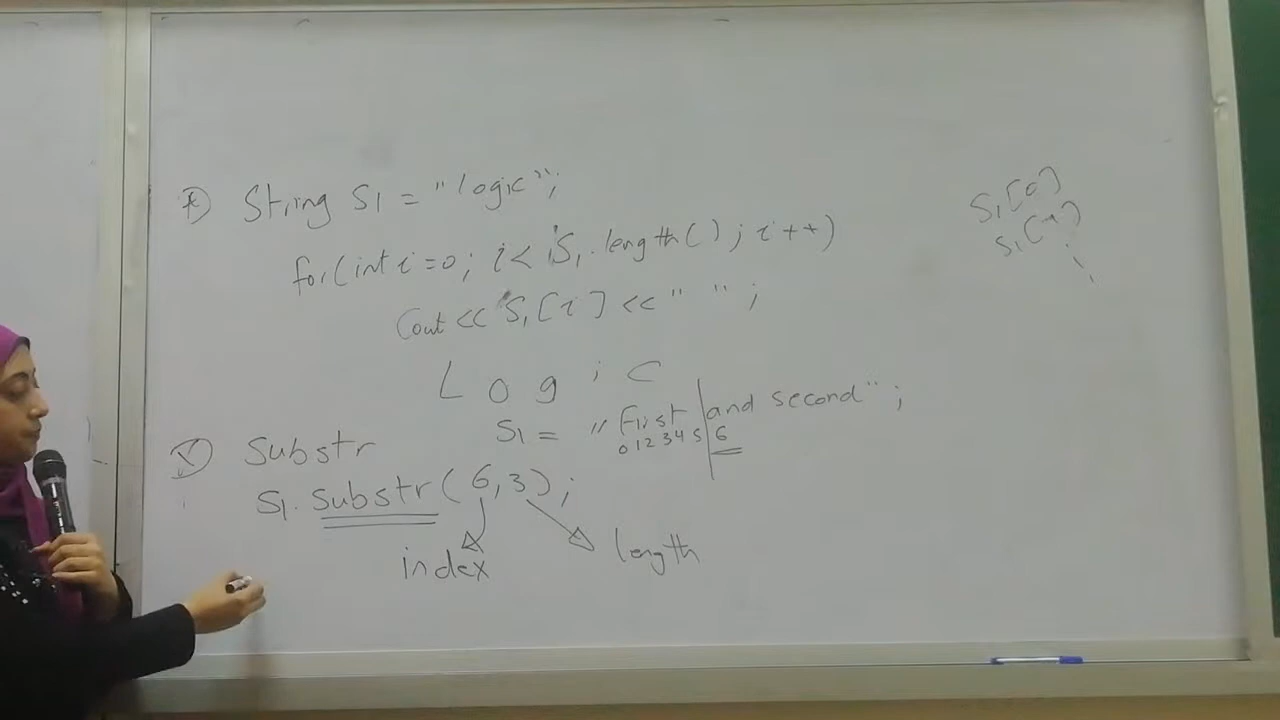 String S1 = "logic";
for(int i=0; i< S1.length(); i++)
Cout << S1[i] << " ";
L o g i c
S1[0]
S1[1]
Substr
S1 = "First and second";
0 1 2 3 4 5 6
S1.substr(6,3);
index
length